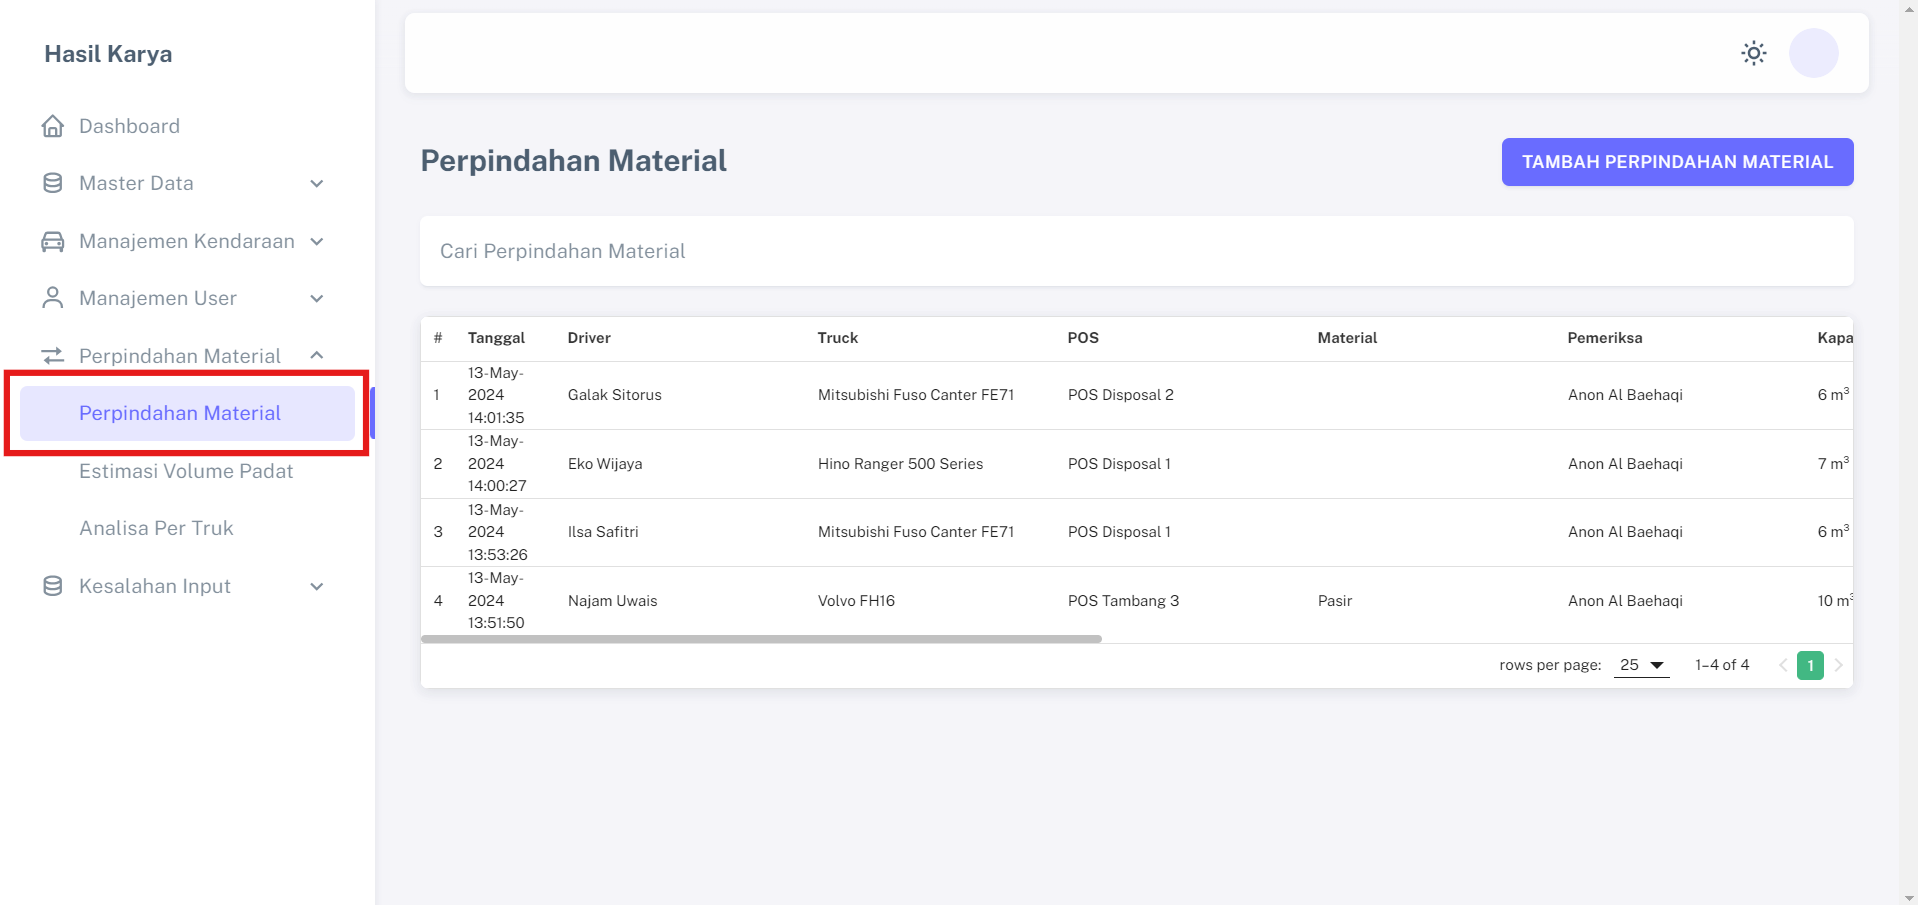 Hasil Karya
Dashboard
Master Data
Manajemen Kendaraan
Manajemen User
Perpindahan Material
Perpindahan Material
Estimasi Volume Padat
Analisa Per Truk
Kesalahan Input
Perpindahan Material
TAMBAH PERPINDAHAN MATERIAL
Cari Perpindahan Material
# Tanggal Driver Truck POS Material Pemeriksa Kapa
13-May-
1 2024 Galak Sitorus Mitsubishi Fuso Canter FE71 POS Disposal 2 Anon Al Baehaqi 6 m³
14:01:35
13-May-
2 2024 Eko Wijaya Hino Ranger 500 Series POS Disposal 1 Anon Al Baehaqi 7 m³
14:00:27
13-May-
3 2024 Ilsa Safitri Mitsubishi Fuso Canter FE71 POS Disposal 1 Anon Al Baehaqi 6 m³
13:53:26
13-May-
4 2024 Najam Uwais Volvo FH16 POS Tambang 3 Pasir Anon Al Baehaqi 10 m³
13:51:50
rows per page: 25 1–4 of 4 1